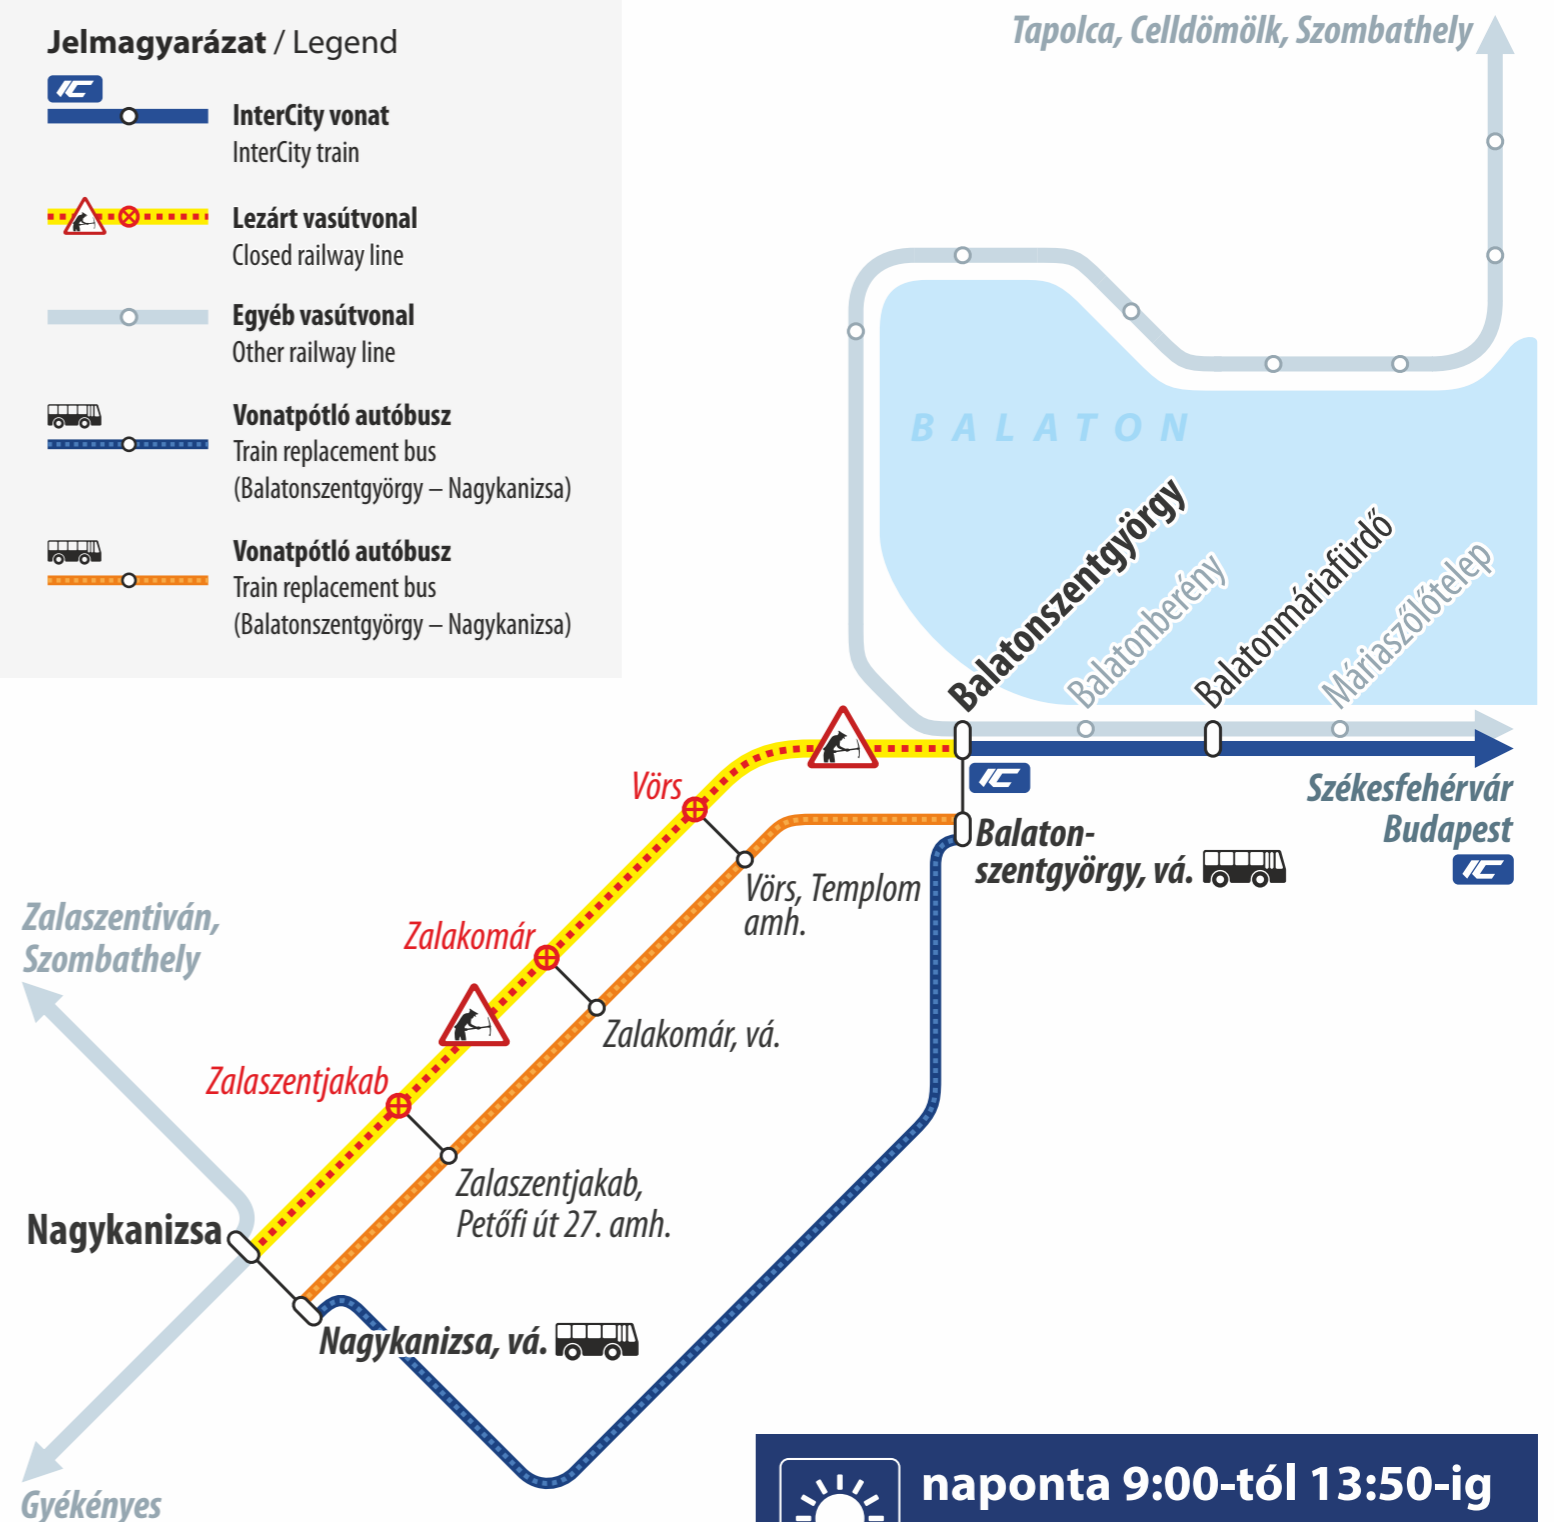 Jelmagyarázat / Legend
IC
InterCity vonat
InterCity train
Lezárt vasútvonal
Closed railway line
Egyéb vasútvonal
Other railway line
Vonatpótló autóbusz
Train replacement bus
(Balatonszentgyörgy – Nagykanizsa)
Vonatpótló autóbusz
Train replacement bus
(Balatonszentgyörgy – Nagykanizsa)
Tapolca, Celldömölk, Szombathely
BALATON
Balatonszentgyörgy
Balatonberény
Balatonmáriafürdő
Máriaszőlőtelep
IC
Székesfehérvár
Budapest
IC
Balaton-
szentgyörgy, vá.
Vörs
Vörs, Templom
amh.
Zalakomár
Zalakomár, vá.
Zalaszentjakab
Zalaszentjakab,
Petőfi út 27. amh.
Zalaszentiván,
Szombathely
Nagykanizsa
Nagykanizsa, vá.
Gyékényes
naponta 9:00-tól 13:50-ig